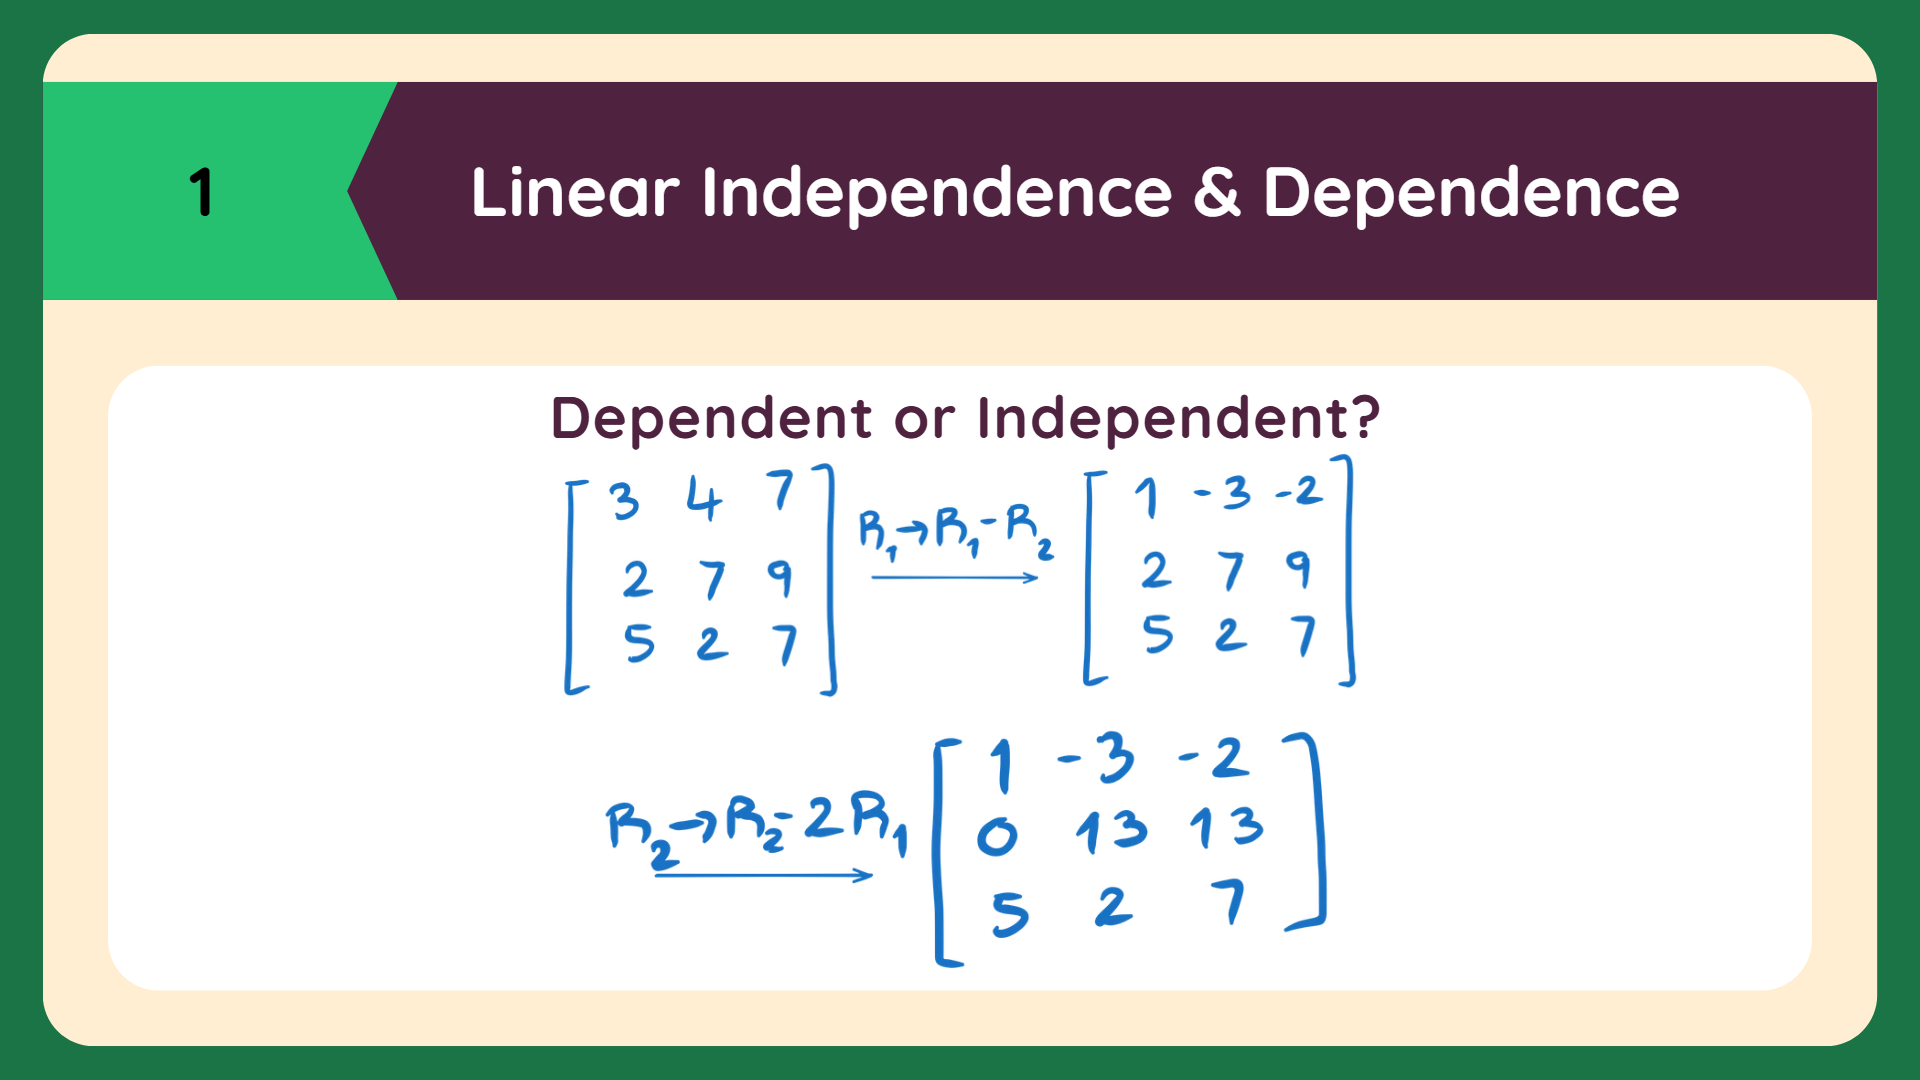 1
Linear Independence & Dependence
Dependent or Independent?
[3 4 7] R₁→R₁-R₂ [1 -3 -2]
[2 7 9] [2 7 9]
[5 2 7] [5 2 7]
R₂→R₂-2R₁ [1 -3 -2]
[0 13 13]
[5 2 7]